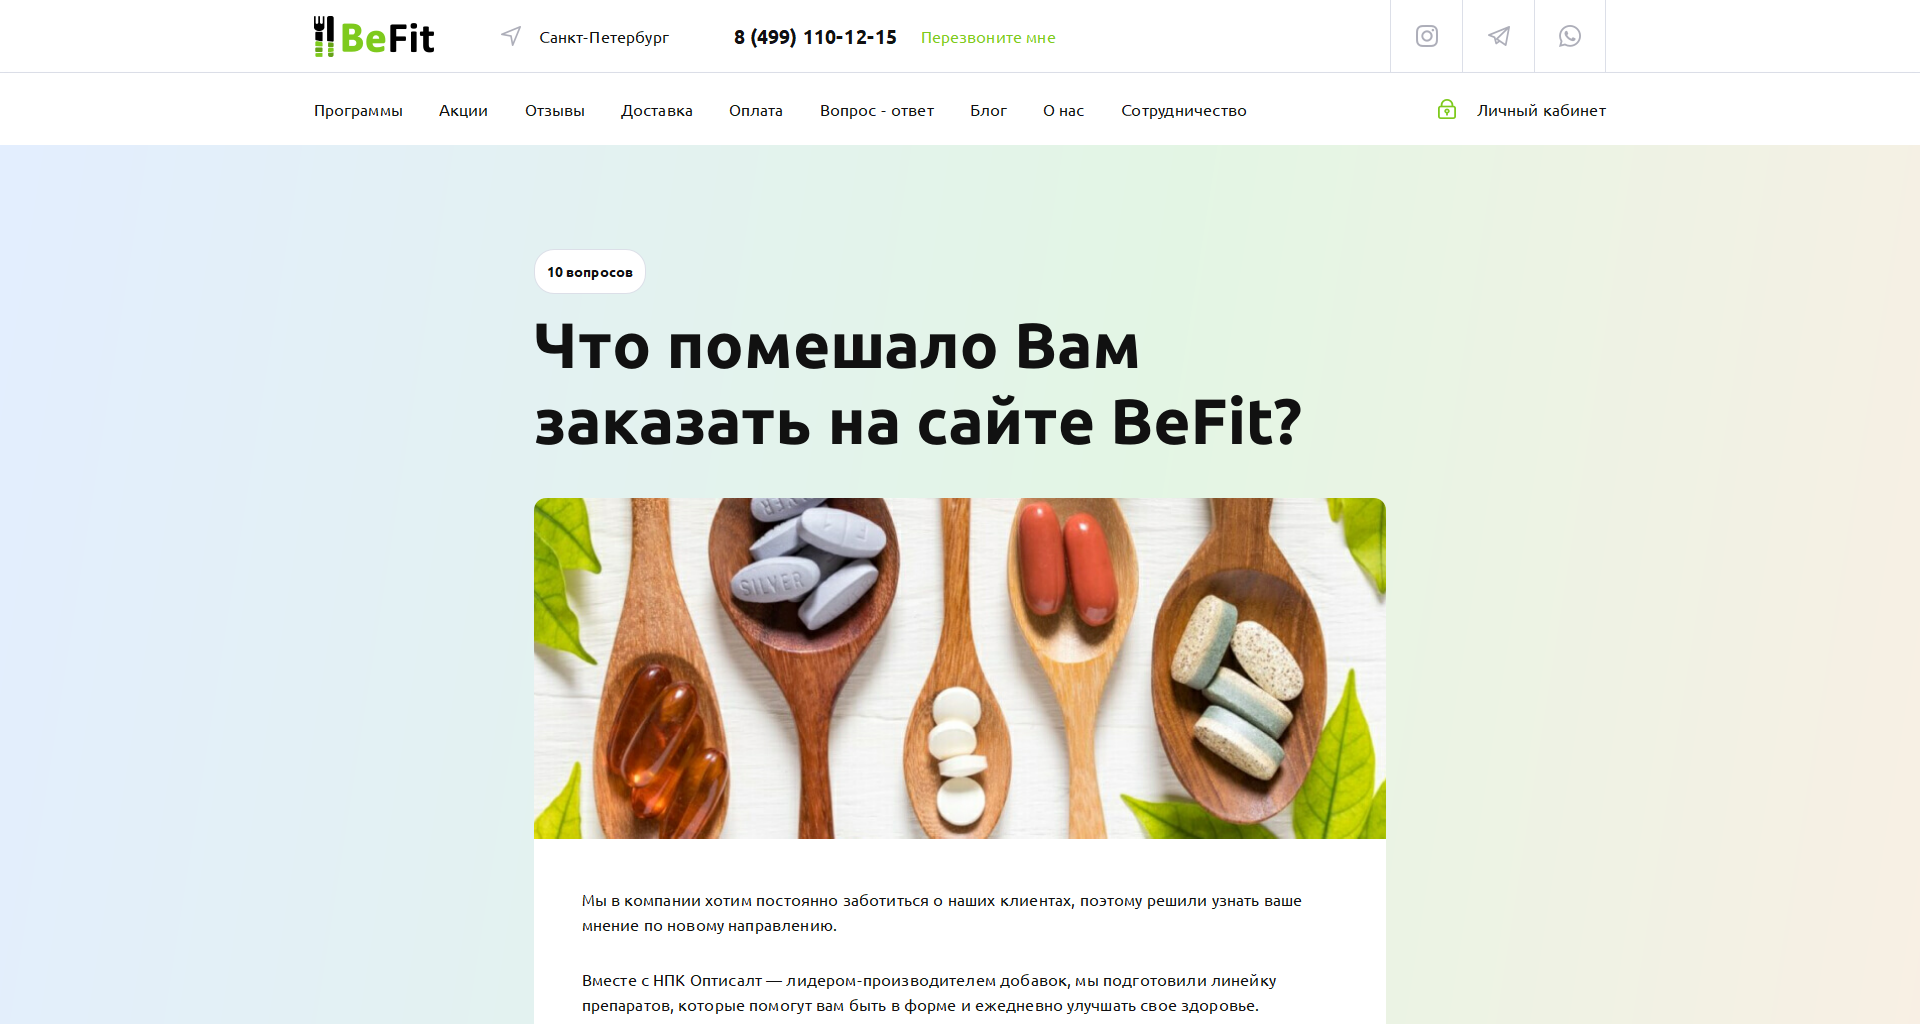 BeFit
Санкт-Петербург
8 (499) 110-12-15
Перезвоните мне
Программы
Акции
Отзывы
Доставка
Оплата
Вопрос - ответ
Блог
О нас
Сотрудничество
Личный кабинет
10 вопросов
Что помешало Вам
заказать на сайте BeFit?
SILVER
Мы в компании хотим постоянно заботиться о наших клиентах, поэтому решили узнать ваше
мнение по новому направлению.
Вместе с НПК Оптисалт — лидером-производителем добавок, мы подготовили линейку
препаратов, которые помогут вам быть в форме и ежедневно улучшать свое здоровье.